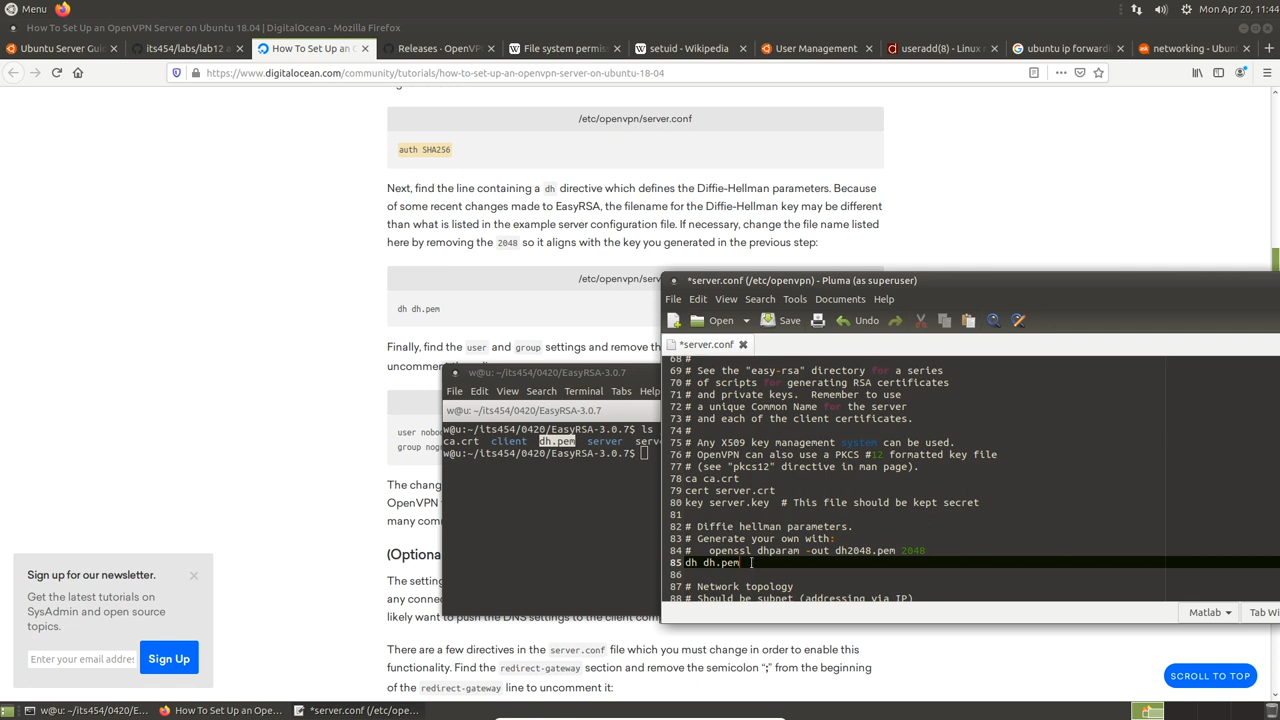 Menu
Mon Apr 20, 11:44
How To Set Up an OpenVPN Server on Ubuntu 18.04 | DigitalOcean - Mozilla Firefox
Ubuntu Server Gui
its454/labs/lab12
How To Set Up an O
Releases - OpenVP
File system permis
setuid - Wikipedia
User Management
useradd(8) - Linux
ubuntu ip forwardi
networking - Ubun
https://www.digitalocean.com/community/tutorials/how-to-set-up-an-openvpn-server-on-ubuntu-18-04
/etc/openvpn/server.conf
auth SHA256
Next, find the line containing a dh directive which defines the Diffie-Hellman parameters. Because
of some recent changes made to EasyRSA, the filename for the Diffie-Hellman key may be different
than what is listed in the example server configuration file. If necessary, change the file name listed
here by removing the 2048 so it aligns with the key you generated in the previous step:
/etc/openvpn/serve
dh dh.pem
Finally, find the user and group settings and remove th
uncomment
user nobo
group nog
The chang
OpenVPN
many com
(Optiona
The setting
any connec
likely want to push the DNS settings to the client comp
There are a few directives in the server.conf file which you must change in order to enable this
functionality. Find the redirect-gateway section and remove the semicolon “;” from the beginning
of the redirect-gateway line to uncomment it:
Sign up for our newsletter.
Get the latest tutorials on
SysAdmin and open source
topics.
Enter your email addres
Sign Up
SCROLL TO TOP
w@u: ~/its454/0420/EasyRSA-3.0.7
File Edit View Search Terminal Tabs Help
w@u: ~/its454/0420/EasyRSA-3.0.7
w@u:~/its454/0420/EasyRSA-3.0.7$ ls
ca.crt client dh.pem server serve
w@u:~/its454/0420/EasyRSA-3.0.7$
*server.conf (/etc/openvpn) - Pluma (as superuser)
File Edit View Search Tools Documents Help
Open Save Undo
*server.conf
68 #
69 # See the "easy-rsa" directory for a series
70 # of scripts for generating RSA certificates
71 # and private keys. Remember to use
72 # a unique Common Name for the server
73 # and each of the client certificates.
74 #
75 # Any X509 key management system can be used.
76 # OpenVPN can also use a PKCS #12 formatted key file
77 # (see "pkcs12" directive in man page).
78 ca ca.crt
79 cert server.crt
80 key server.key # This file should be kept secret
81
82 # Diffie hellman parameters.
83 # Generate your own with:
84 # openssl dhparam -out dh2048.pem 2048
85 dh dh.pem
86
87 # Network topology
88 # Should be subnet (addressing via IP)
Matlab
Tab Wi
w@u: ~/its454/0420/E...
How To Set Up an Ope...
*server.conf (/etc/ope...